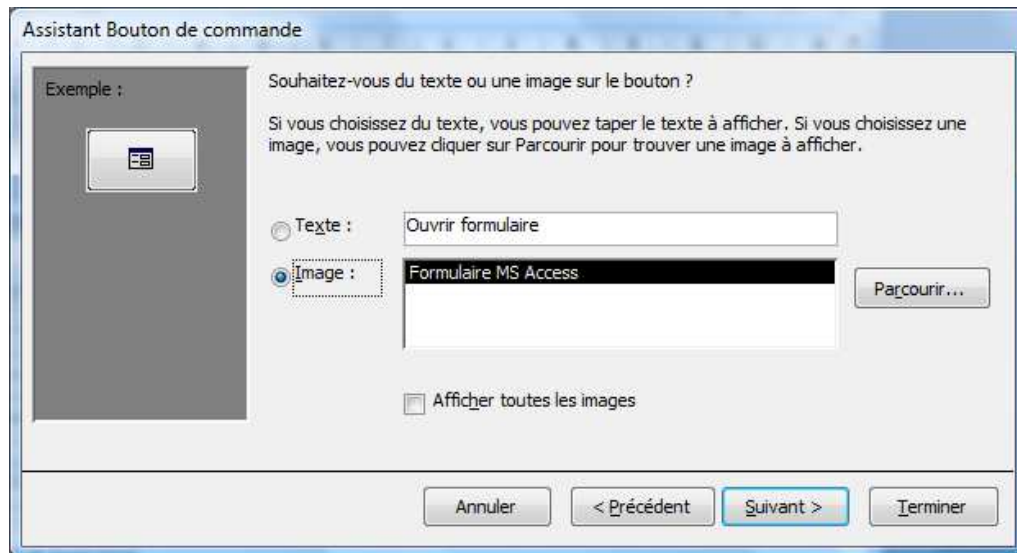 Assistant Bouton de commande
Exemple :
Souhaitez-vous du texte ou une image sur le bouton ?
Si vous choisissez du texte, vous pouvez taper le texte à afficher. Si vous choisissez une
image, vous pouvez cliquer sur Parcourir pour trouver une image à afficher.
Texte :
Ouvrir formulaire
Image :
Formulaire MS Access
Parcourir...
Afficher toutes les images
Annuler
< Précédent
Suivant >
Terminer